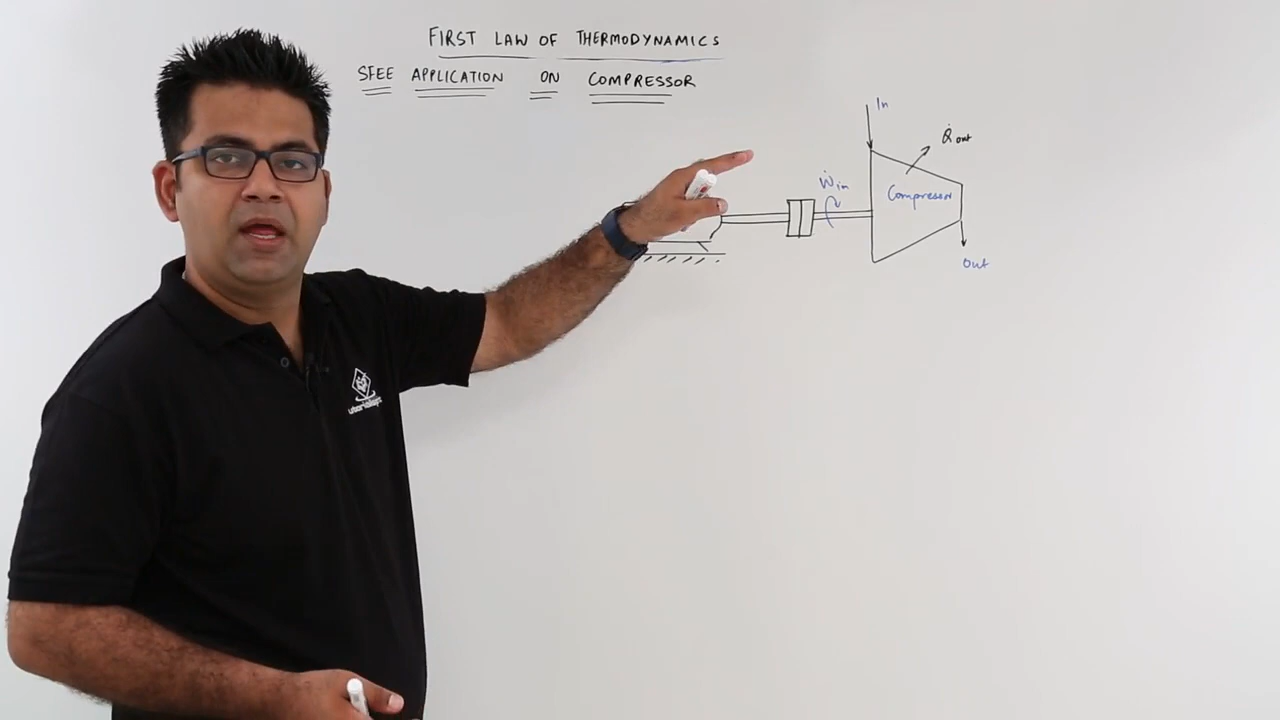 FIRST LAW OF THERMODYNAMICS
SFEE APPLICATION ON COMPRESSOR
In
Q̇out
Ẇin
Compressor
Out